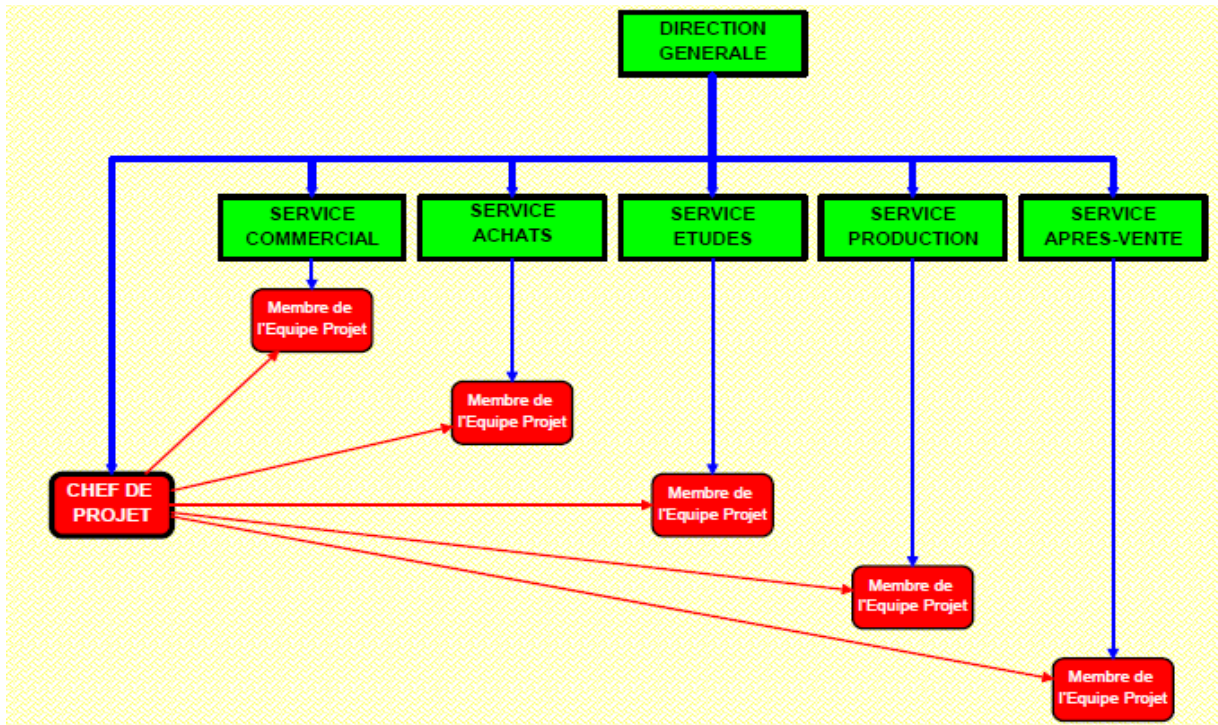 DIRECTION
GENERALE
SERVICE
COMMERCIAL
SERVICE
ACHATS
SERVICE
ETUDES
SERVICE
PRODUCTION
SERVICE
APRES-VENTE
Membre de
l'Equipe Projet
Membre de
l'Equipe Projet
CHEF DE
PROJET
Membre de
l'Equipe Projet
Membre de
l'Equipe Projet
Membre de
l'Equipe Projet